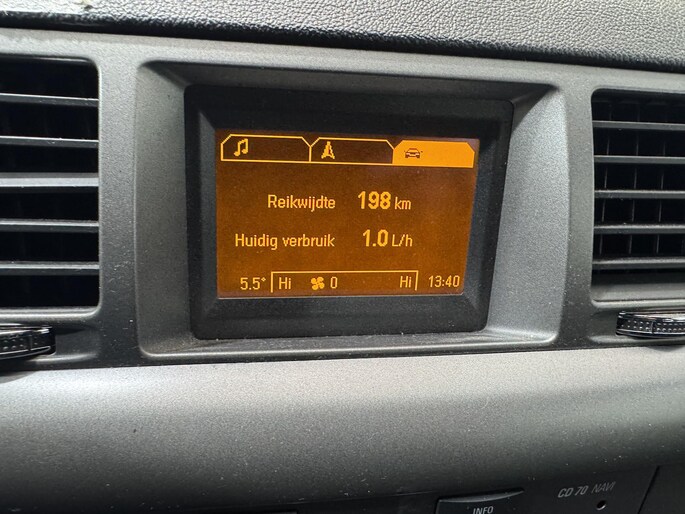 Reikwijdte 198 km
Huidig verbruik 1.0 L/h
5.5° Hi 0 Hi 13:40
CD 70 NAVI
INFO